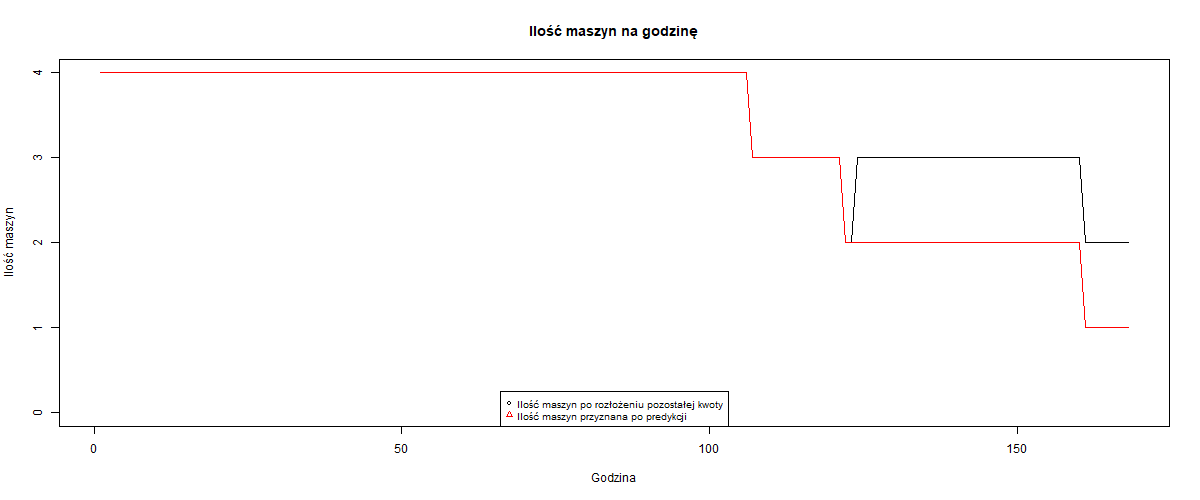 Ilość maszyn na godzinę
Ilość maszyn
4
3
2
1
0
Ilość maszyn po rozłożeniu pozostałej kwoty
Ilość maszyn przyznana po predykcji
0 50 100 150
Godzina